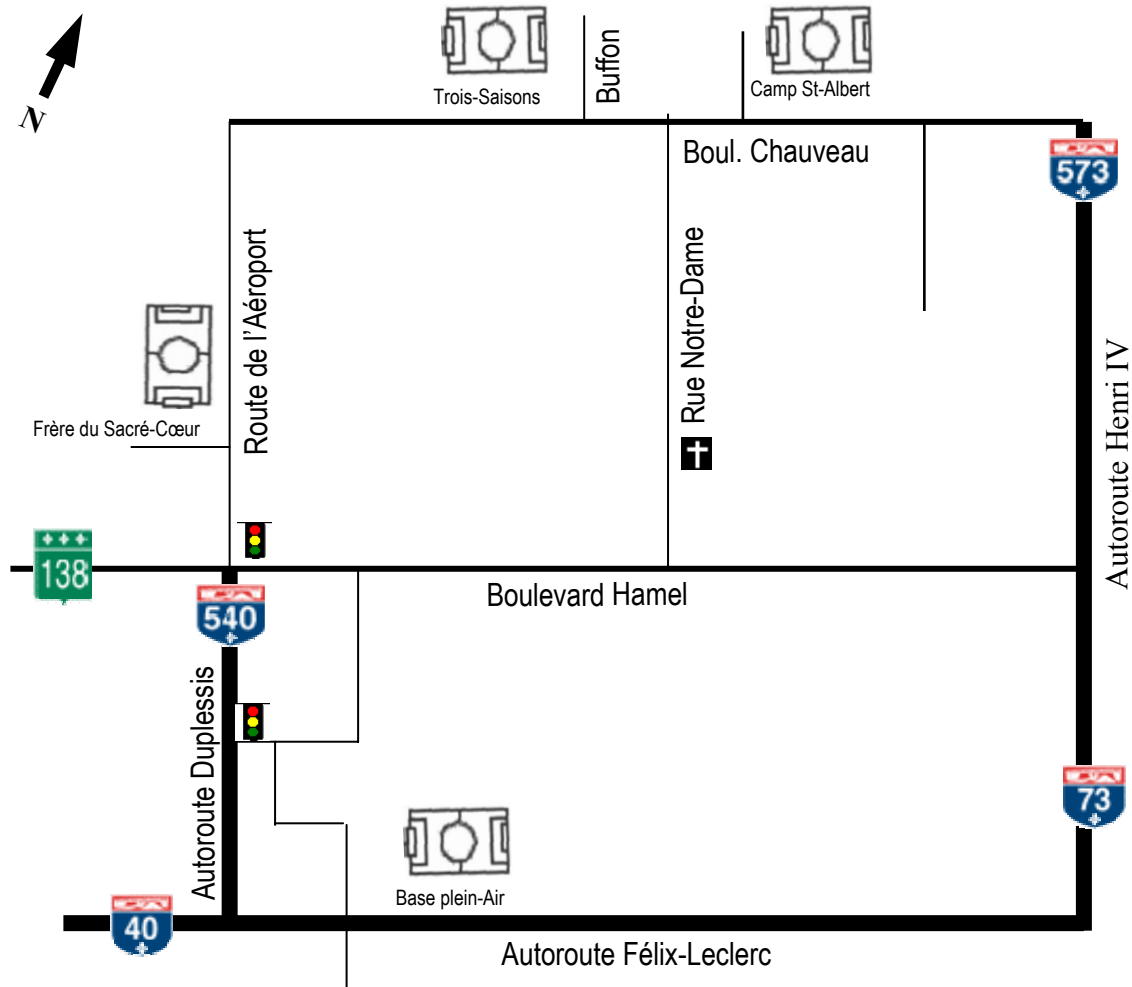 Buffon
Trois-Saisons
Camp St-Albert
N
Boul. Chauveau
573
Route de l'Aéroport
Rue Notre-Dame
Autoroute Henri IV
Frère du Sacré-Cœur
138
Boulevard Hamel
540
Autoroute Duplessis
73
Base plein-Air
40
Autoroute Félix-Leclerc